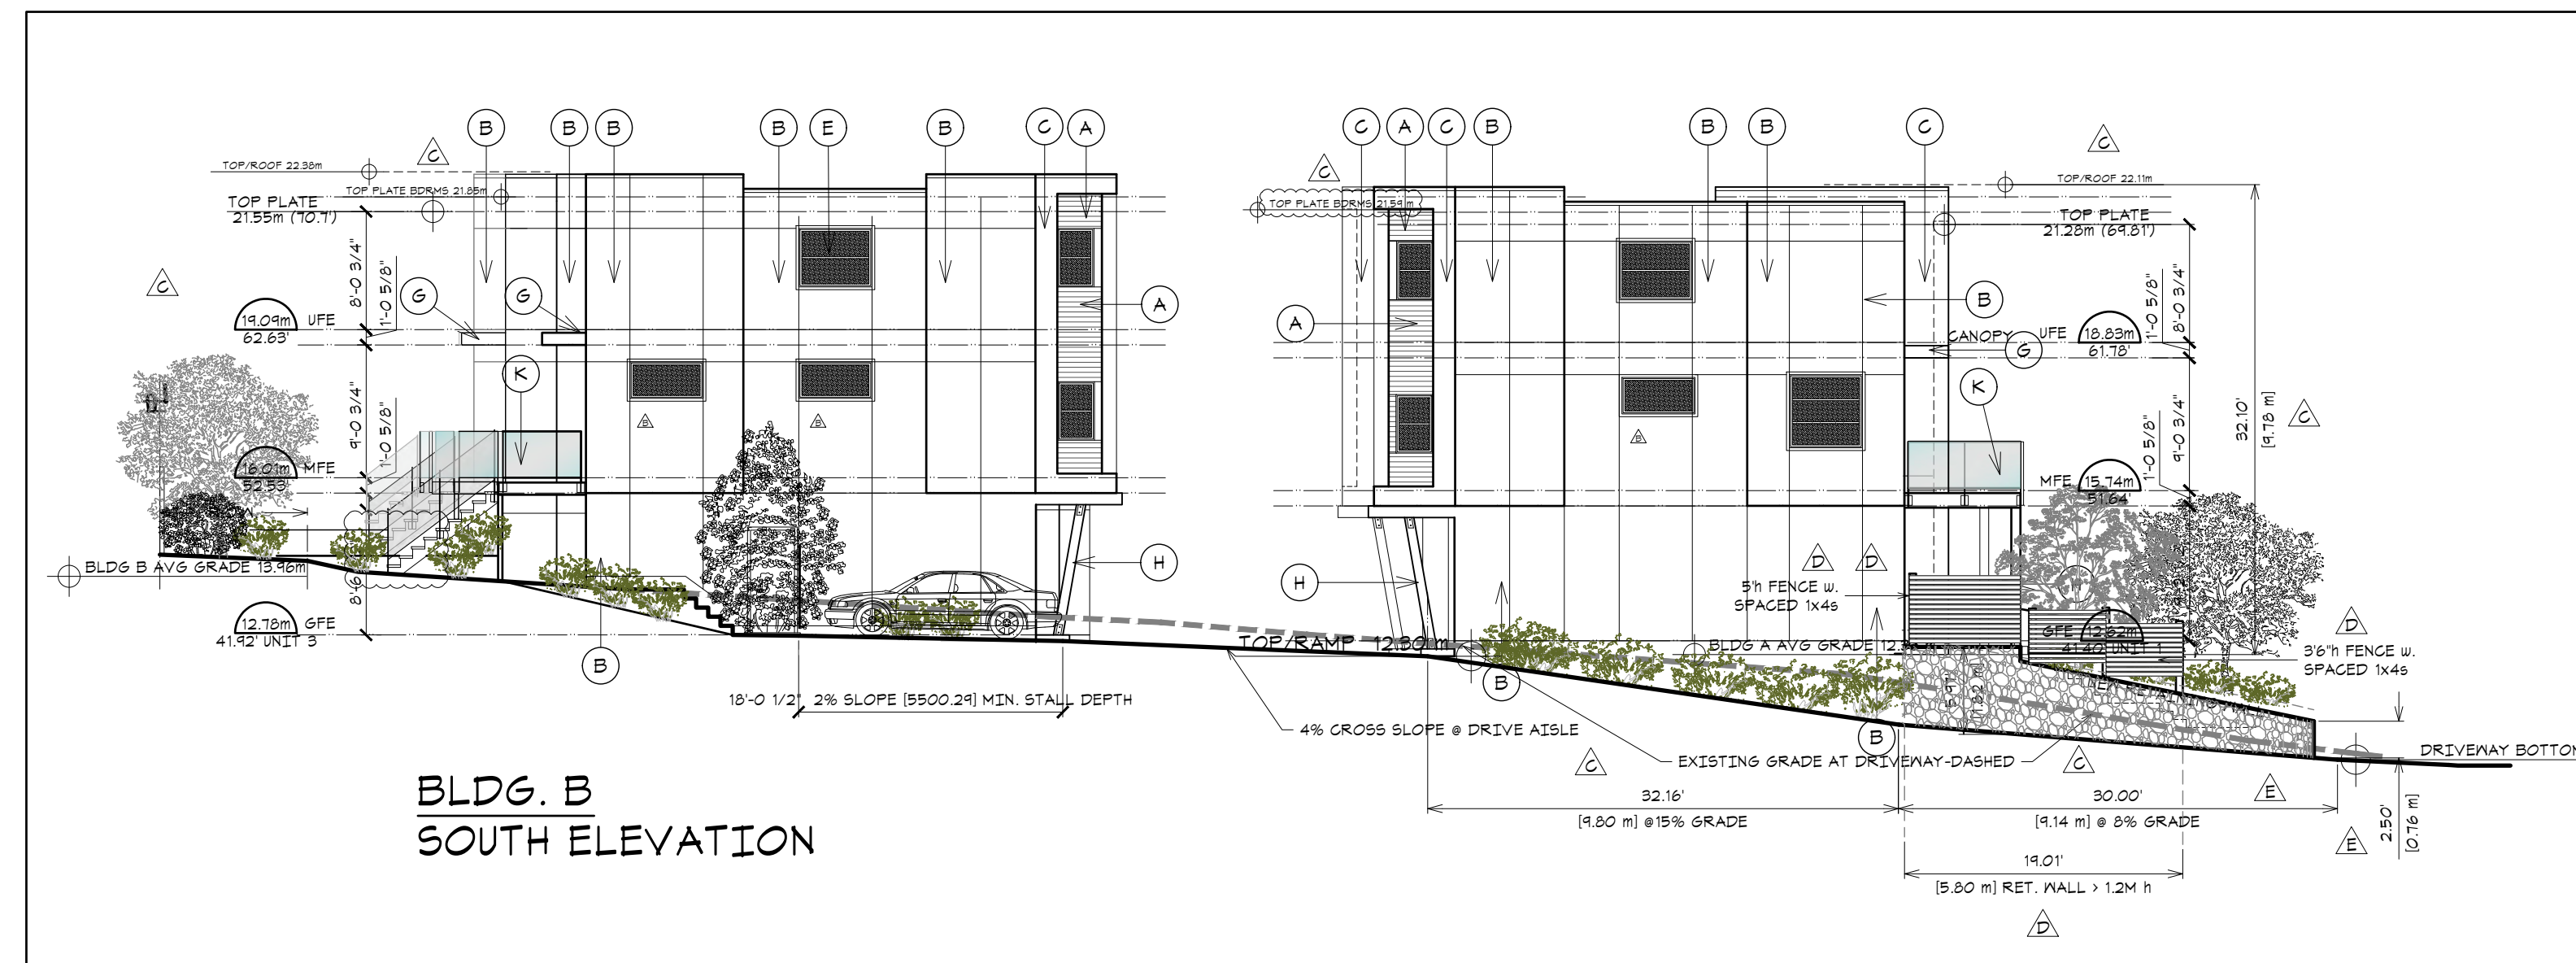 B B B B E B C A
C A C B B B C
C
TOP/ROOF 22.38m
TOP PLATE BDRMS 21.85m
TOP PLATE
21.55m (70.7')
8'-0 3/4"
1'-0 5/8"
C
G G
19.09m UFE
62.63'
A
K
9'-0 3/4"
1'-0 5/8"
B B
16.01m MFE
52.53'
BLDG B AVG GRADE 13.96m
8'-6
12.78m GFE
41.92' UNIT 3
H
B
18'-0 1/2" 2% SLOPE [5500.29] MIN. STALL DEPTH
TOP/RAMP 12.30 m
4% CROSS SLOPE @ DRIVE AISLE
BLDG. B
SOUTH ELEVATION
C
TOP PLATE BDRMS 21.59 m
C
TOP/ROOF 22.11m
TOP PLATE
21.28m (69.81')
B
A
CANOPY
G
UFE 18.83m
61.78'
1'-0 5/8"
8'-0 3/4"
K
B
32.10'
[9.78 m]
C
1'-0 5/8"
9'-0 3/4"
MFE 15.74m
51.64'
H
D D
5'h FENCE w.
SPACED 1x4s
BLDG A AVG GRADE 12.
GFE 12.62m
41.40' UNIT 1
D
3'6"h FENCE w.
SPACED 1x4s
B
B
[1.82 m]
NEW RETAINING
EXISTING GRADE AT DRIVEWAY-DASHED
C C
DRIVEWAY BOTTOM
32.16'
[9.80 m] @15% GRADE
30.00'
[9.14 m] @ 8% GRADE
E
E
2.50'
[0.76 m]
19.01'
[5.80 m] RET. WALL > 1.2M h
D